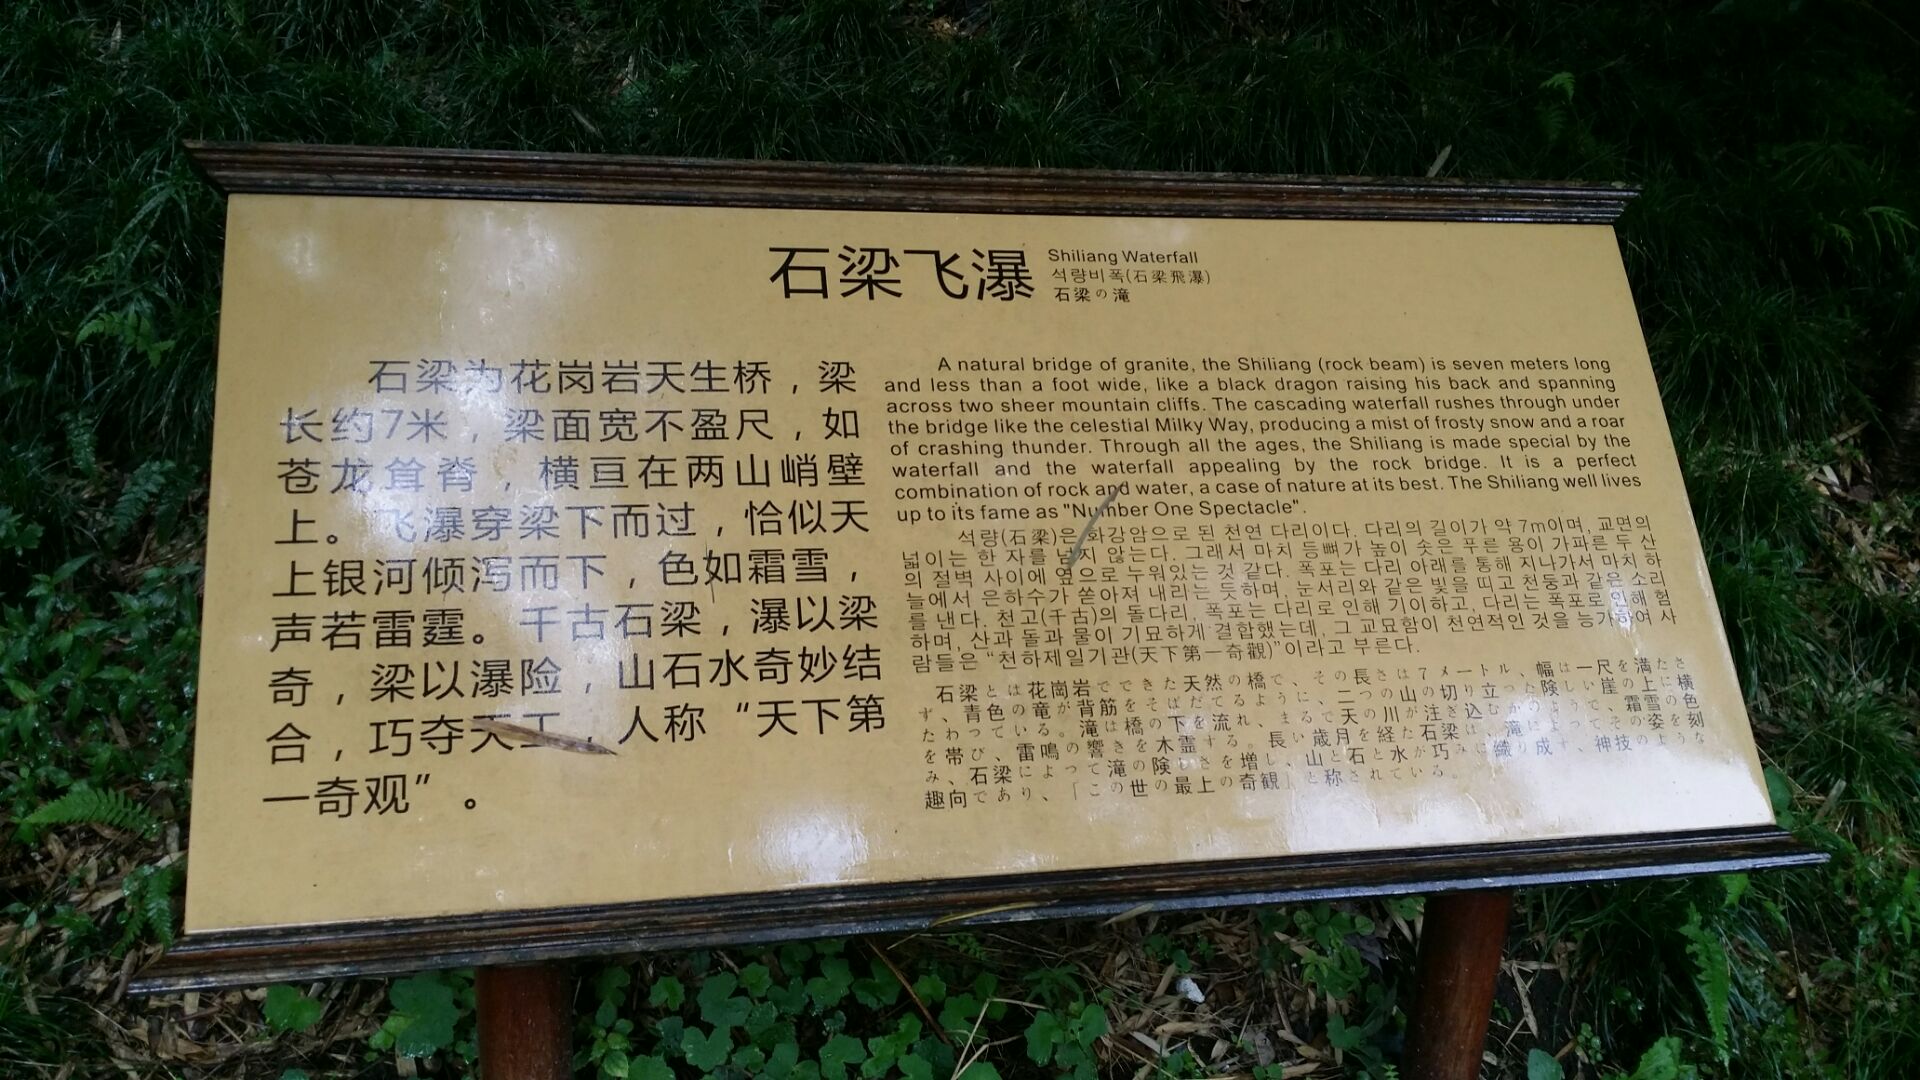 石梁飞瀑
Shiliang Waterfall
석량비폭(石梁飛瀑)
石梁の滝
石梁为花岗岩天生桥，梁
长约7米，梁面宽不盈尺，如
苍龙耸脊，横亘在两山峭壁
上。飞瀑穿梁下而过，恰似天
上银河倾泻而下，色如霜雪，
声若雷霆。千古石梁，瀑以梁
奇，梁以瀑险，山石水奇妙结
合，巧夺天工，人称“天下第
一奇观”。
A natural bridge of granite, the Shiliang (rock beam) is seven meters long
and less than a foot wide, like a black dragon raising his back and spanning
across two sheer mountain cliffs. The cascading waterfall rushes through under
the bridge like the celestial Milky Way, producing a mist of frosty snow and a roar
of crashing thunder. Through all the ages, the Shiliang is made special by the
waterfall and the waterfall appealing by the rock bridge. It is a perfect
combination of rock and water, a case of nature at its best. The Shiliang well lives
up to its fame as "Number One Spectacle".
석량(石梁)은 화강암으로 된 천연 다리이다. 다리의 길이가 약 7m이며, 교면의
넓이는 한 자를 넘지 않는다. 그래서 마치 등뼈가 높이 솟은 푸른 용이 가파른 두 산
의 절벽 사이에 옆으로 누워있는 것 같다. 폭포는 다리 아래를 통해 지나가서 마치 하
늘에서 은하수가 쏟아져 내리는 듯하며, 눈서리와 같은 빛을 띠고 천둥과 같은 소리
를 낸다. 천고(千古)의 돌다리, 폭포는 다리로 인해 기이하고, 다리는 폭포로 인해 험
하며, 산과 돌과 물이 기묘하게 결합했는데, 그 교묘함이 천연적인 것을 능가하여 사
람들은 “천하제일기관(天下第一奇觀)”이라고 부른다.
石梁とは花崗岩でできた天然の橋で、その長さは７メートル、幅は一尺を満たさ
ず、青色の竜が背筋をそばだてるように、二つの山の切り立った険しい崖の上に横
たわっている。滝は橋の下を流れ、まるで天の川が注ぎ込むかのようで、霜雪の色
を帯び、雷鳴の響きを木霊する。長い歳月を経た石梁は、滝によってその姿を刻
み、石梁によって滝の険しさを増し、山と石と水が巧みに織り成す、神技のような
趣向であり、「この世の最上の奇観」と称されている。